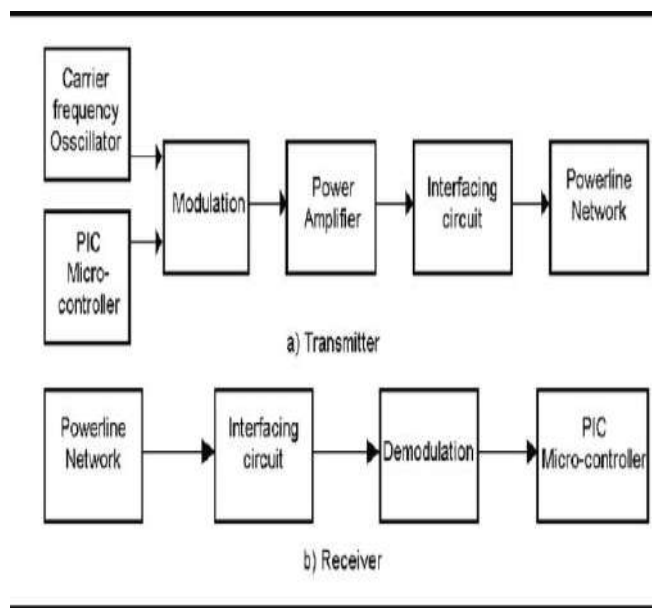 Carrier
frequency
Osscillator
PIC
Micro-
controller
Modulation
Power
Amplifier
Interfacing
circuit
Powerline
Network
a) Transmitter
Powerline
Network
Interfacing
circuit
Demodulation
PIC
Micro-controller
b) Receiver